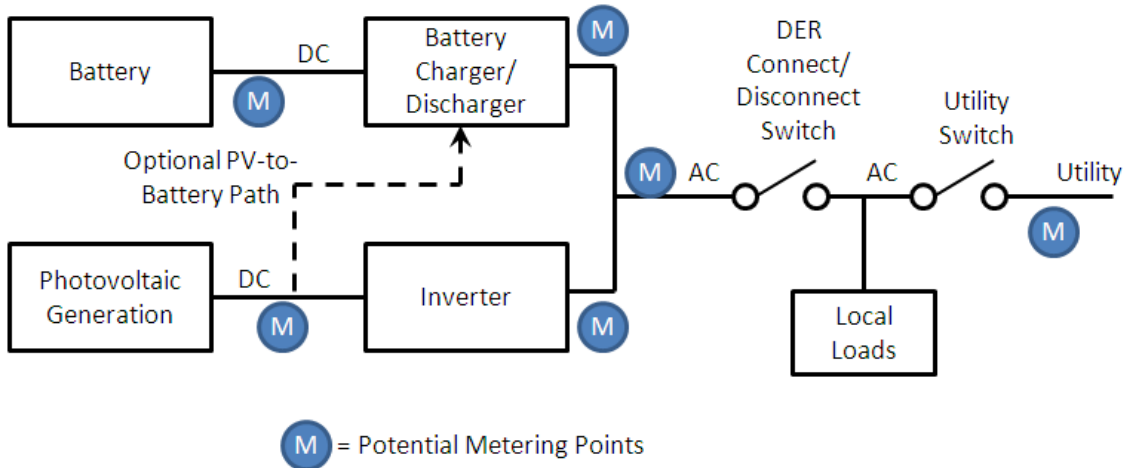 Battery
DC
M
Battery
Charger/
Discharger
M
DER
Connect/
Disconnect
Switch
Utility
Switch
Optional PV-to-
Battery Path
M
AC
AC
Utility
M
Photovoltaic
Generation
DC
M
Inverter
M
Local
Loads
M = Potential Metering Points